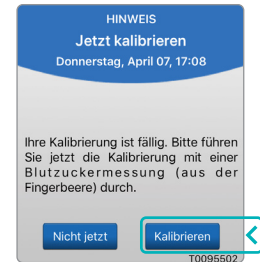 HINWEIS
Jetzt kalibrieren
Donnerstag, April 07, 17:08
Ihre Kalibrierung ist fällig. Bitte führen
Sie jetzt die Kalibrierung mit einer
Blutzuckermessung (aus der
Fingerbeere) durch.
Nicht jetzt
Kalibrieren
T0095502